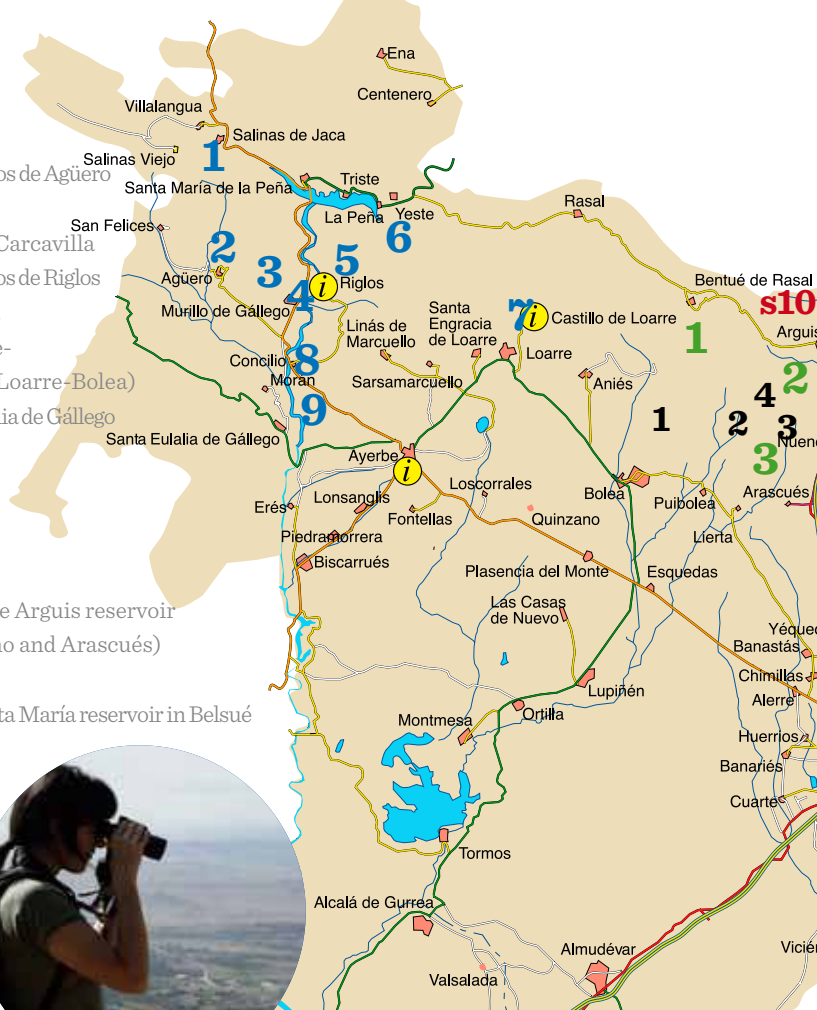 Ena
Centenero
Villalangua
Salinas de Jaca
Salinas Viejo
1
os de Agüero
Santa María de la Peña
Triste
La Peña
Yeste
Rasal
San Felices
Carcavilla
2
6
5
3
os de Riglos
Agüero
i
Riglos
4
Bentué de Rasal
s10
Murillo de Gállego
Santa
Engracia
de Loarre
7
i
Castillo de Loarre
Linás de
Marcuello
1
Arguis
e-
Concilio
8
Loarre
Loarre-Bolea)
Morán
Sarsamarcuello
Aniés
2
4
ia de Gállego
9
1
2
3
Santa Eulalia de Gállego
Nueno
Ayerbe
i
3
Loscorrales
Bolea
Puibolea
Arascués
Erés
Lonsanglis
Fontellas
Quinzano
Lierta
Piedramorrera
Biscarrués
Plasencia del Monte
Esquedas
Las Casas
de Nuevo
e Arguis reservoir
Yéqued
no and Arascués)
Banastás
Chimillas
Lupiñén
Alerre
ta María reservoir in Belsué
Montmesa
Ortilla
Huerrios
Banariés
Cuarte
Tormos
Alcalá de Gurrea
Almudévar
Vicién
Valsalada